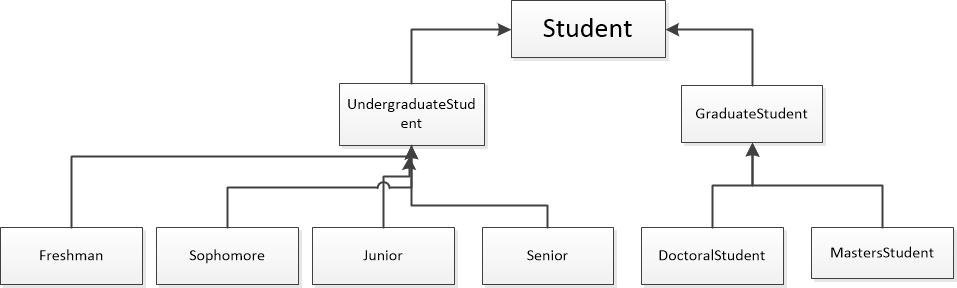 Student
UndergraduateStud
ent
GraduateStudent
Freshman
Sophomore
Junior
Senior
DoctoralStudent
MastersStudent